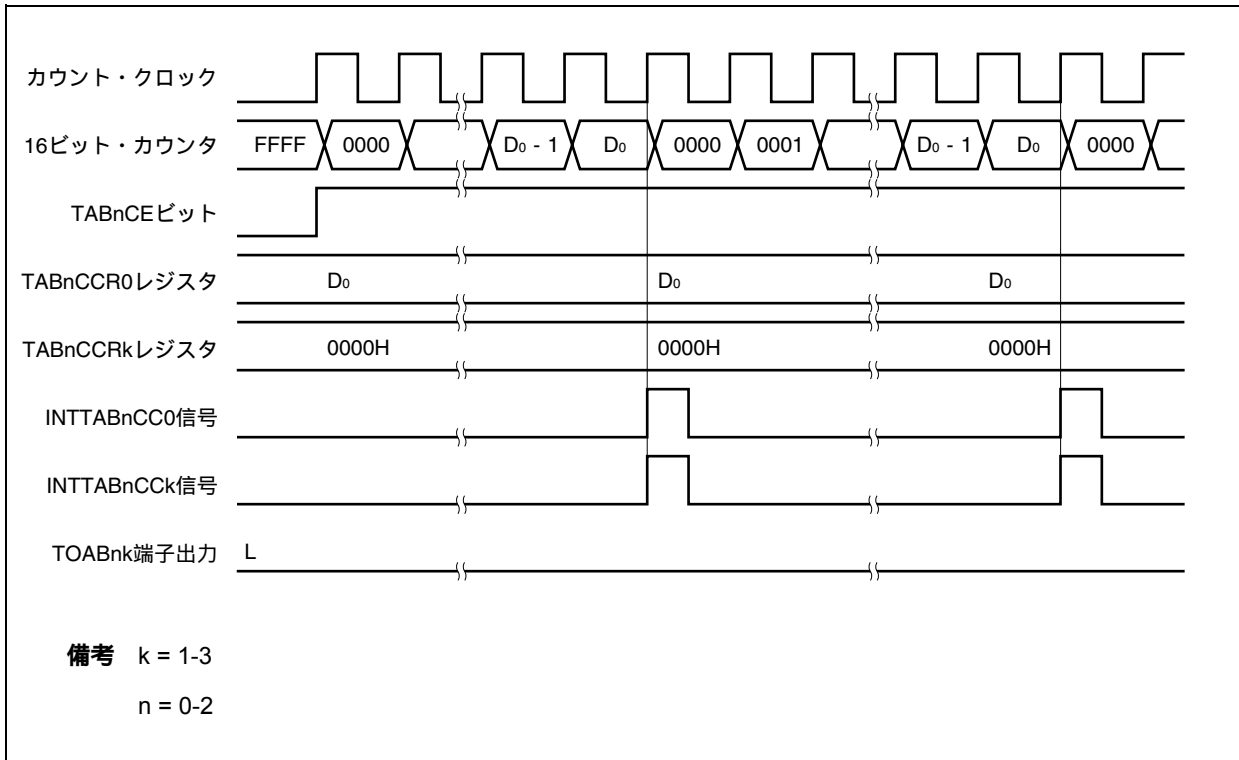 カウント・クロック
16ビット・カウンタ FFFF 0000 D0 - 1 D0 0000 0001 D0 - 1 D0 0000
TABnCEビット
TABnCCR0レジスタ D0 D0 D0
TABnCCRkレジスタ 0000H 0000H 0000H
INTTABnCC0信号
INTTABnCCk信号
TOABnk端子出力 L
備考 k = 1-3
n = 0-2